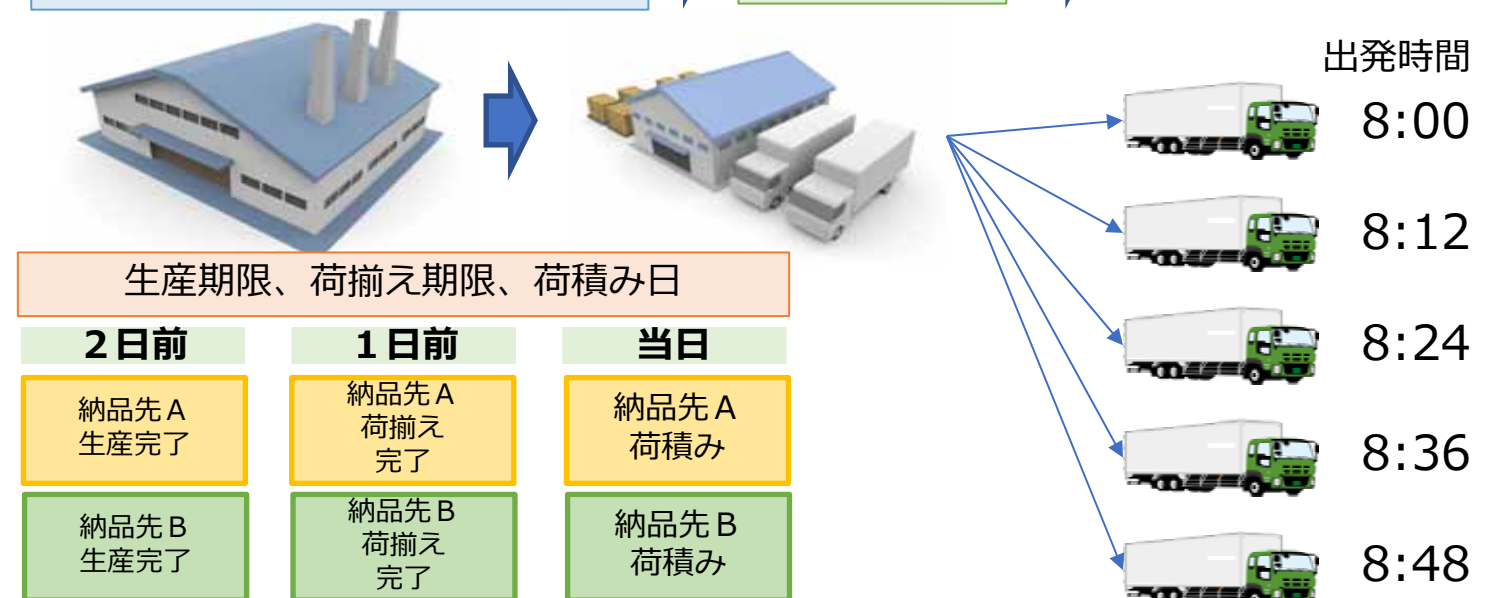 出発時間
8:00
8:12
8:24
8:36
8:48
生産期限、荷揃え期限、荷積み日
２日前
１日前
当日
納品先Ａ
生産完了
納品先Ａ
荷揃え
完了
納品先Ａ
荷積み
納品先Ｂ
生産完了
納品先Ｂ
荷揃え
完了
納品先Ｂ
荷積み